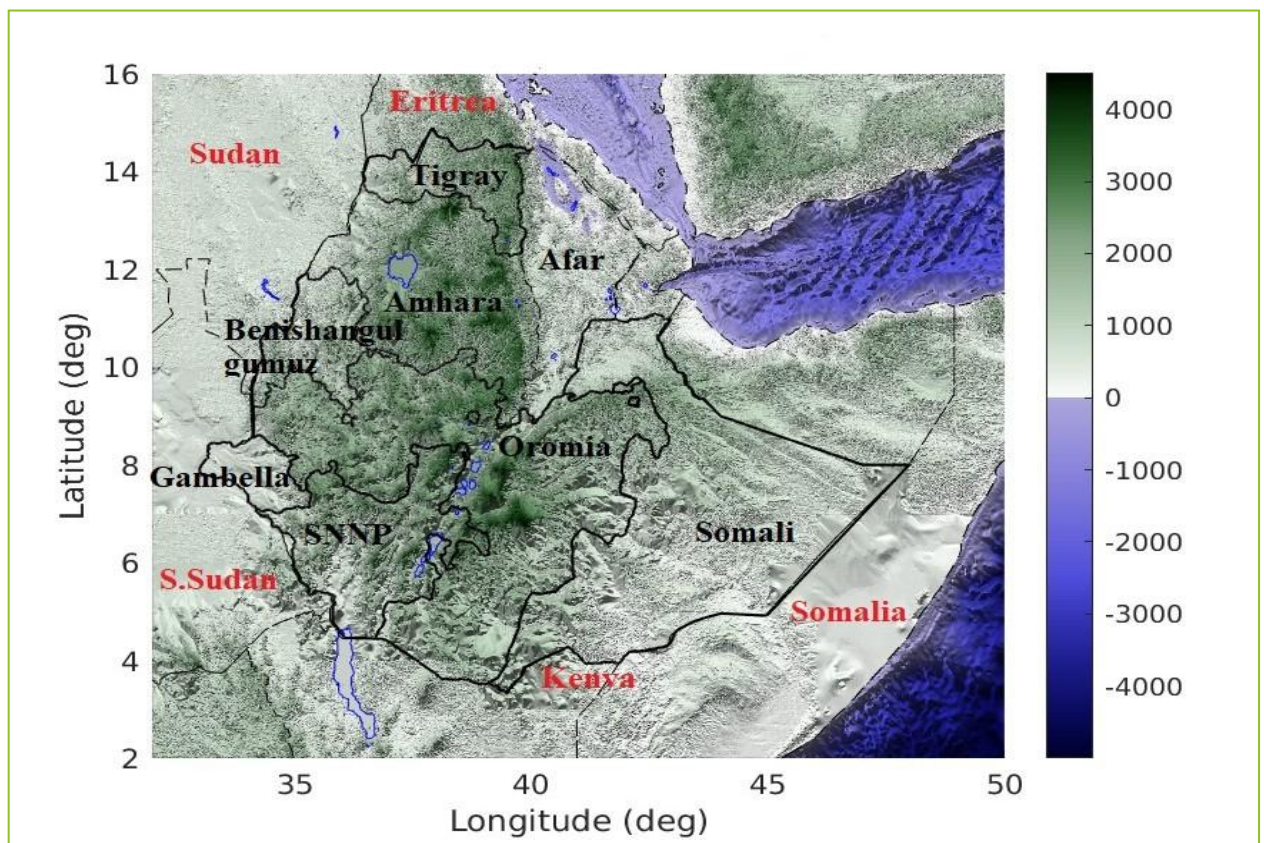 16
14
12
10
8
6
4
2
Latitude (deg)
35
40
45
50
Longitude (deg)
Eritrea
Sudan
Tigray
Afar
Amhara
Benishangul
gumuz
Oromia
Gambella
SNNP
Somali
S.Sudan
Somalia
Kenya
4000
3000
2000
1000
0
-1000
-2000
-3000
-4000